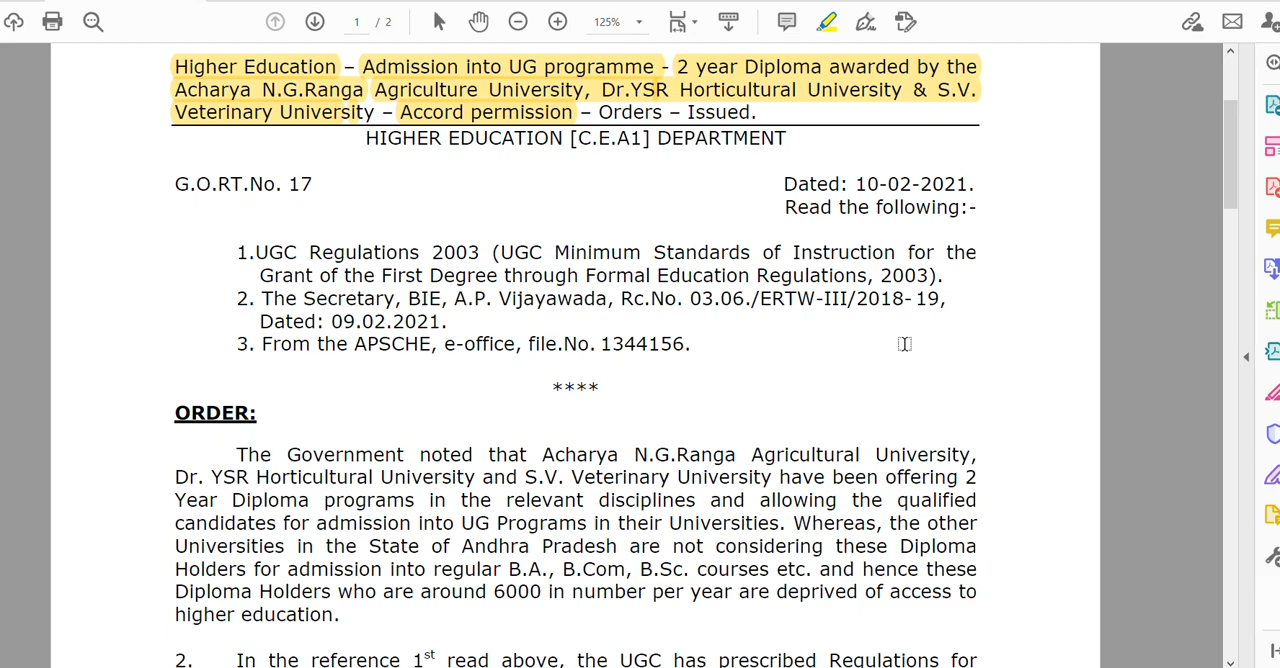 1 / 2 125%
Higher Education – Admission into UG programme - 2 year Diploma awarded by the
Acharya N.G.Ranga Agriculture University, Dr.YSR Horticultural University & S.V.
Veterinary University – Accord permission – Orders – Issued.
HIGHER EDUCATION [C.E.A1] DEPARTMENT
G.O.RT.No. 17 Dated: 10-02-2021.
Read the following:-
1.UGC Regulations 2003 (UGC Minimum Standards of Instruction for the
Grant of the First Degree through Formal Education Regulations, 2003).
2. The Secretary, BIE, A.P. Vijayawada, Rc.No. 03.06./ERTW-III/2018-19,
Dated: 09.02.2021.
3. From the APSCHE, e-office, file.No. 1344156.
****
ORDER:
The Government noted that Acharya N.G.Ranga Agricultural University,
Dr. YSR Horticultural University and S.V. Veterinary University have been offering 2
Year Diploma programs in the relevant disciplines and allowing the qualified
candidates for admission into UG Programs in their Universities. Whereas, the other
Universities in the State of Andhra Pradesh are not considering these Diploma
Holders for admission into regular B.A., B.Com, B.Sc. courses etc. and hence these
Diploma Holders who are around 6000 in number per year are deprived of access to
higher education.
2. In the reference 1st read above, the UGC has prescribed Regulations for